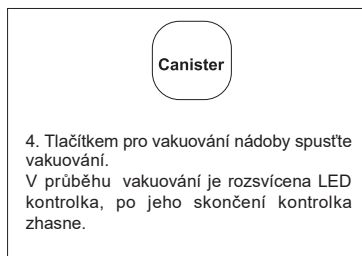 Canister
4. Tlačítkem pro vakuování nádoby spusťte
vakuování.
V průběhu vakuování je rozsvícena LED
kontrolka, po jeho skončení kontrolka
zhasne.